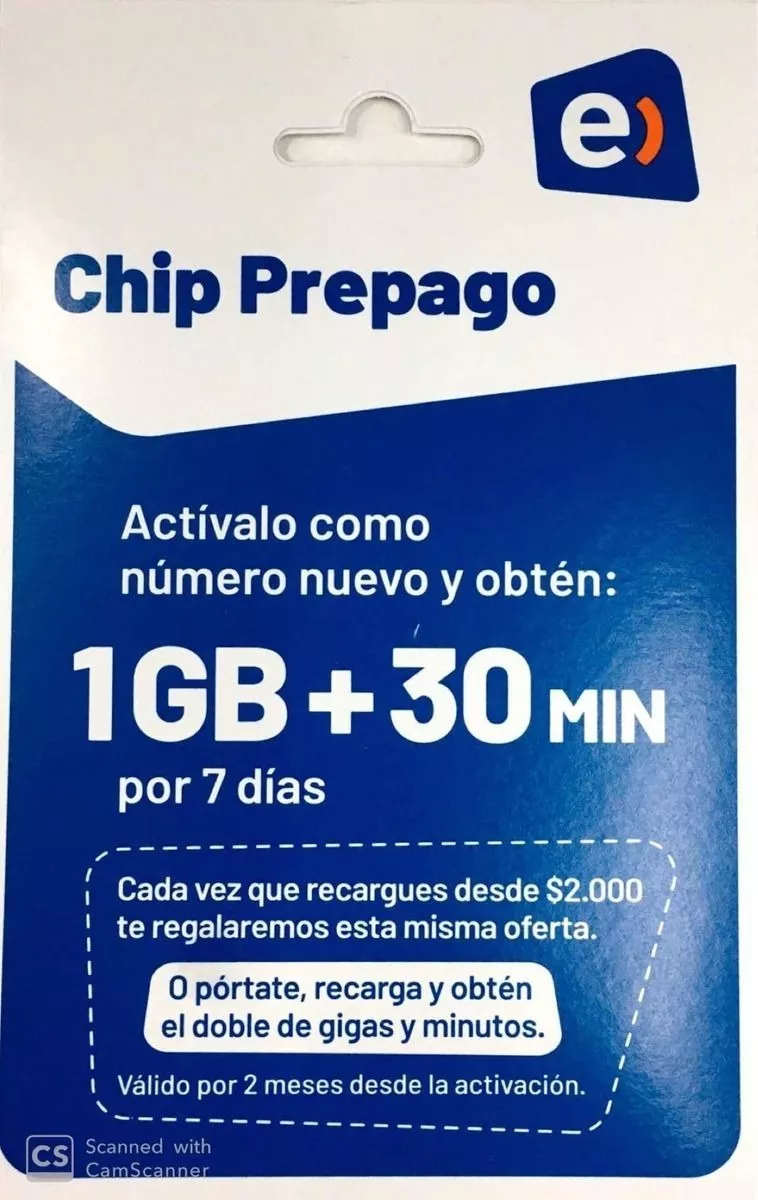 e)
Chip Prepago
Actívalo como
número nuevo y obtén:
1GB + 30 MIN
por 7 días
Cada vez que recargues desde $2.000
te regalaremos esta misma oferta.
O pórtate, recarga y obtén
el doble de gigas y minutos.
Válido por 2 meses desde la activación.
CS Scanned with
CamScanner